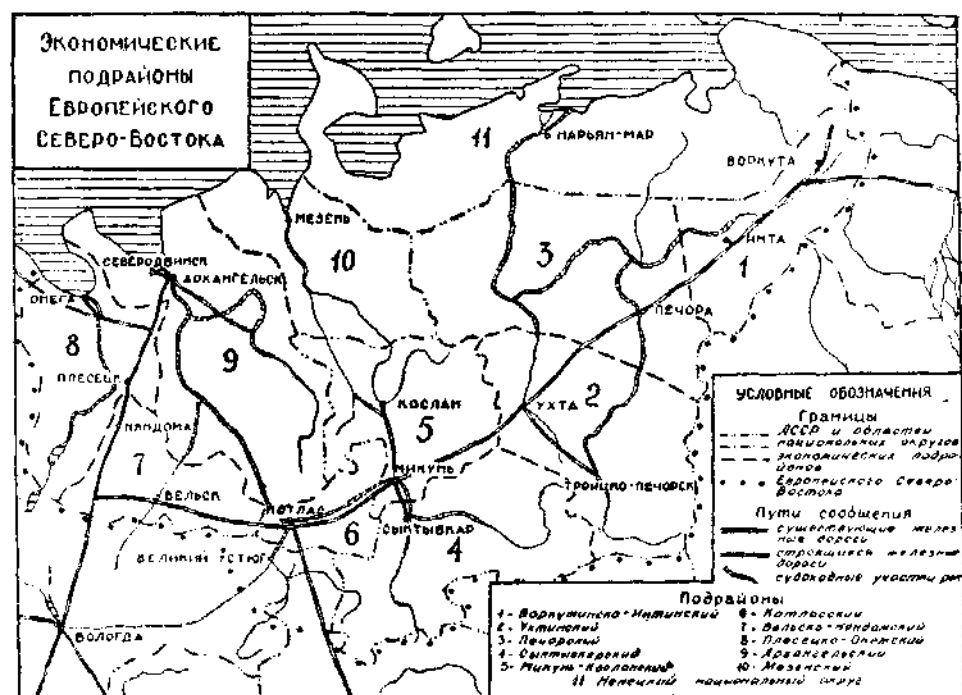 Экономические
подрайоны
Европейского
Северо-Востока
11
Нарьян-Мар
Воркута
Мезень
3
Инта
10
1
Северодвинск
Архангельск
Онега
Печора
8
9
Плесецк
Кослан
Ухта
2
Няндома
5
7
Микунь
Троицко-Печорск
Вельск
Котлас
6
Сыктывкар
4
Великий Устюг
Вологда
Условные обозначения
Границы
АССР и областей
национальных округов
экономических подра-
йонов
Европейского Северо-
Востока
Пути сообщения
существующие желез
ные дороги
строящиеся железные
дороги
судоходные участки рек
Подрайоны
1- Воркутинско-Интинский
2- Ухтинский
3- Печорский
4- Сыктывкарский
5- Микунь-Косланский
6- Котласский
7- Вельско-Няндомский
8- Плесецко-Онежский
9- Архангельский
10- Мезенский
11 Ненецкий национальный округ